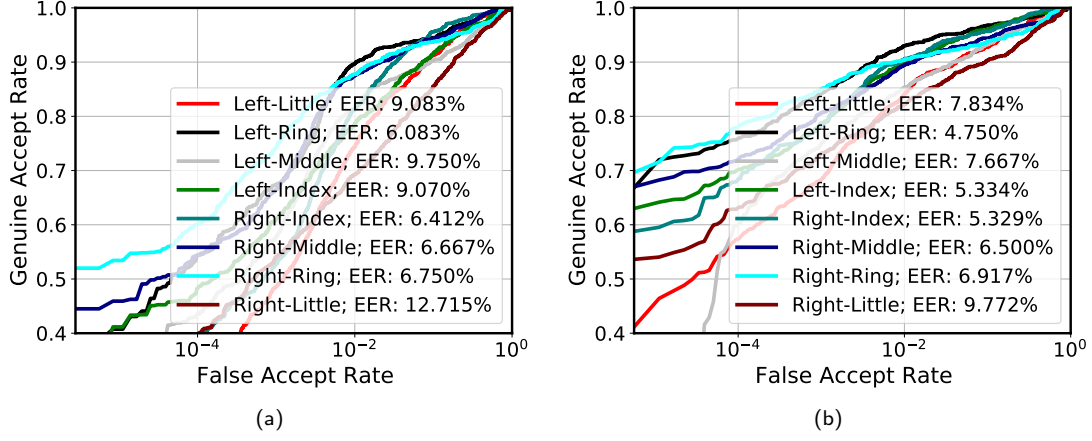 1.0
0.9
0.8
0.7
0.6
0.5
0.4
Genuine Accept Rate
Left-Little; EER: 9.083%
Left-Ring; EER: 6.083%
Left-Middle; EER: 9.750%
Left-Index; EER: 9.070%
Right-Index; EER: 6.412%
Right-Middle; EER: 6.667%
Right-Ring; EER: 6.750%
Right-Little; EER: 12.715%
10⁻⁴ 10⁻² 10⁰
False Accept Rate
(a)
1.0
0.9
0.8
0.7
0.6
0.5
0.4
Genuine Accept Rate
Left-Little; EER: 7.834%
Left-Ring; EER: 4.750%
Left-Middle; EER: 7.667%
Left-Index; EER: 5.334%
Right-Index; EER: 5.329%
Right-Middle; EER: 6.500%
Right-Ring; EER: 6.917%
Right-Little; EER: 9.772%
10⁻⁴ 10⁻² 10⁰
False Accept Rate
(b)